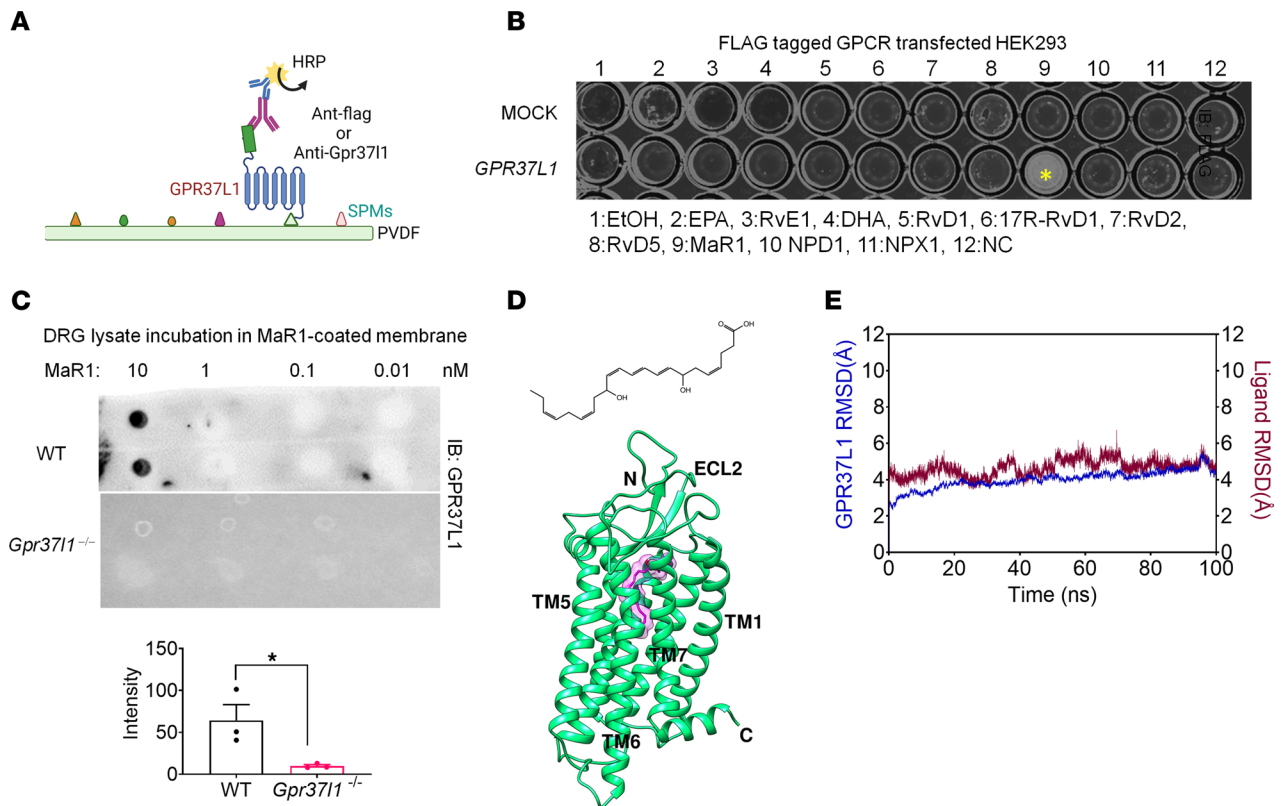 A
HRP
Ant-flag
or
Anti-Gpr37l1
GPR37L1
SPMs
PVDF
B
FLAG tagged GPCR transfected HEK293
1 2 3 4 5 6 7 8 9 10 11 12
MOCK
GPR37L1
*
IB: FLAG
1:EtOH, 2:EPA, 3:RvE1, 4:DHA, 5:RvD1, 6:17R-RvD1, 7:RvD2,
8:RvD5, 9:MaR1, 10 NPD1, 11:NPX1, 12:NC
C
DRG lysate incubation in MaR1-coated membrane
MaR1: 10 1 0.1 0.01 nM
WT
Gpr37l1 -/-
IB: GPR37L1
150
100
50
0
Intensity
*
WT Gpr37l1 -/-
D
O
OH
OH
OH
N
ECL2
TM5
TM1
TM7
TM6
C
E
12
10
8
6
4
2
0
GPR37L1 RMSD(Å)
12
10
8
6
4
2
0
Ligand RMSD(Å)
0 20 40 60 80 100
Time (ns)